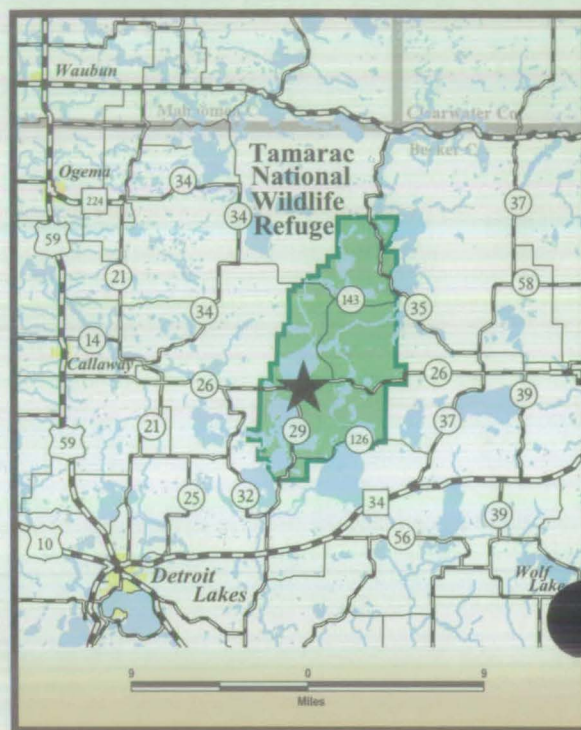 Waubun
Mahnomen C
Clearwater Co
Becker C
Ogema
Tamarac
National
Wildlife
Refuge
34
224
34
37
59
21
143
58
34
35
14
Callaway
26
26
39
29
37
59
21
126
25
32
34
39
10
56
Detroit
Lakes
Wolf
Lake
9
0
9
Miles